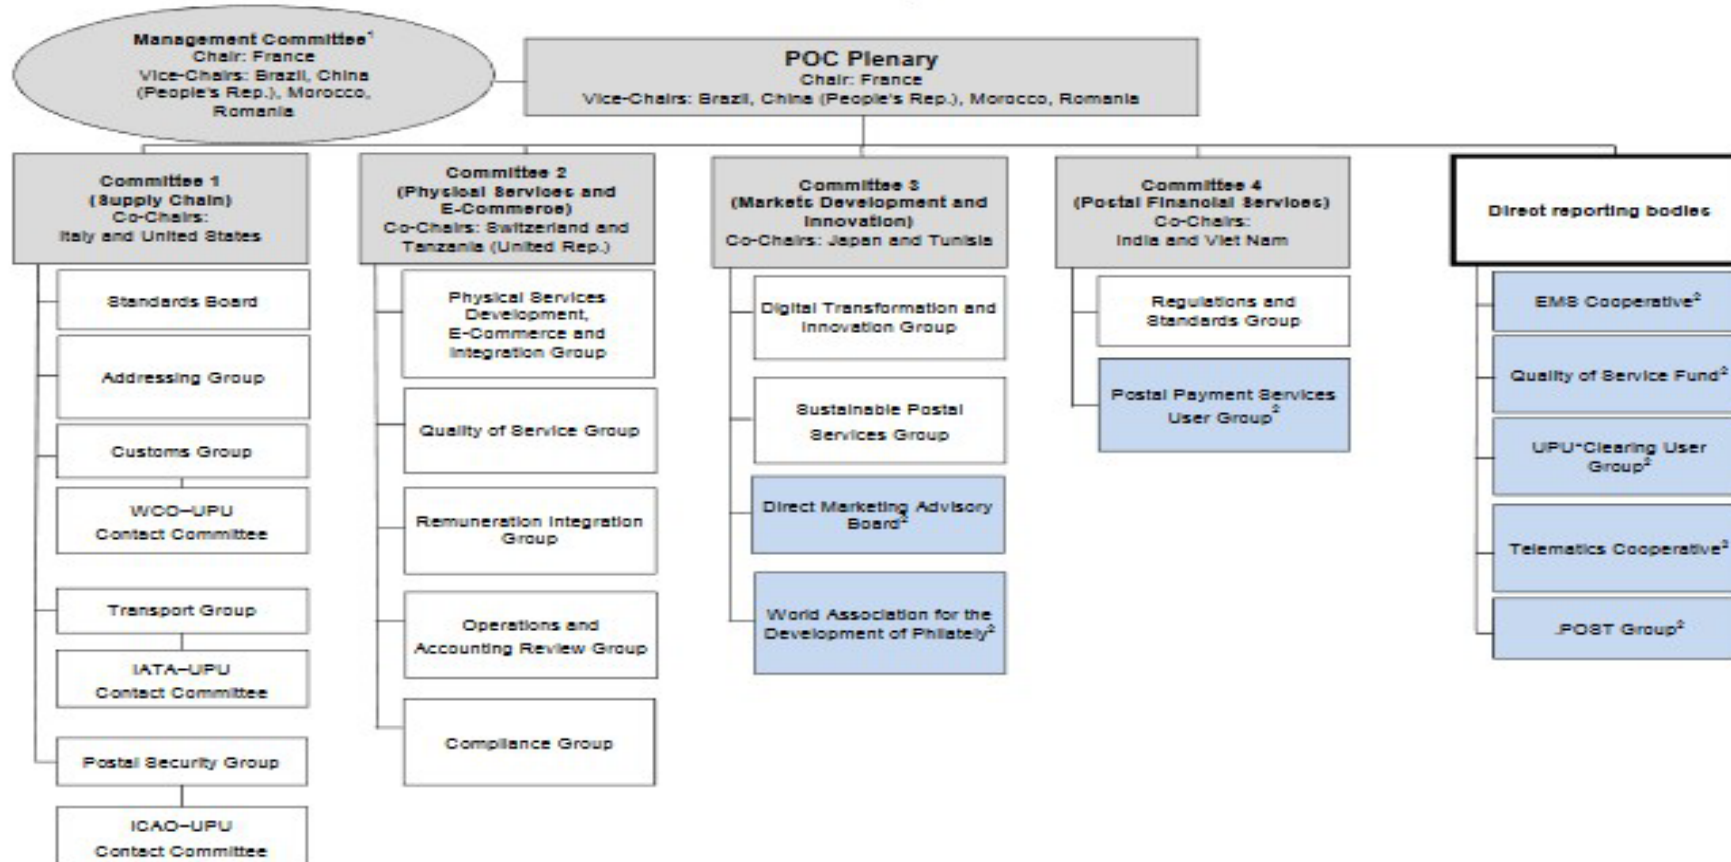 Management Committee¹
Chair: France
Vice-Chairs: Brazil, China
(People's Rep.), Morocco,
Romania
POC Plenary
Chair: France
Vice-Chairs: Brazil, China (People's Rep.), Morocco, Romania
Committee 1
(Supply Chain)
Co-Chairs:
Italy and United States
Standards Board
Addressing Group
Customs Group
WCO–UPU
Contact Committee
Transport Group
IATA–UPU
Contact Committee
Postal Security Group
ICAO–UPU
Contact Committee
Committee 2
(Physical Services and
E-Commerce)
Co-Chairs: Switzerland and
Tanzania (United Rep.)
Physical Services
Development,
E-Commerce and
Integration Group
Quality of Service Group
Remuneration Integration
Group
Operations and
Accounting Review Group
Compliance Group
Committee 3
(Markets Development and
Innovation)
Co-Chairs: Japan and Tunisia
Digital Transformation and
Innovation Group
Sustainable Postal
Services Group
Direct Marketing Advisory
Board²
World Association for the
Development of Philately²
Committee 4
(Postal Financial Services)
Co-Chairs:
India and Viet Nam
Regulations and
Standards Group
Postal Payment Services
User Group²
Direct reporting bodies
EMS Cooperative²
Quality of Service Fund²
UPU*Clearing User
Group²
Telematics Cooperative²
.POST Group²